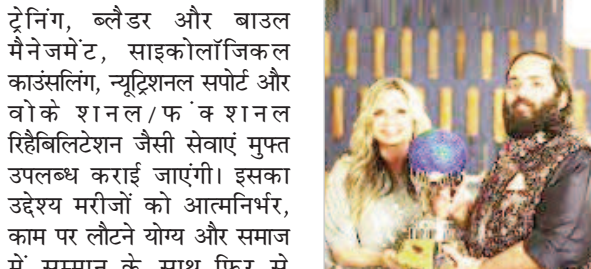 ट्रेनिंग, ब्लैडर और बाउल
मैनेजमेंट, साइकोलॉजिकल
काउंसलिंग, न्यूट्रिशनल सपोर्ट और
वोकेशनल/फंक्शनल
रिहैबिलिटेशन जैसी सेवाएं मुफ्त
उपलब्ध कराई जाएंगी। इसका
उद्देश्य मरीजों को आत्मनिर्भर,
काम पर लौटने योग्य और समाज
में सम्मान के साथ फिर से